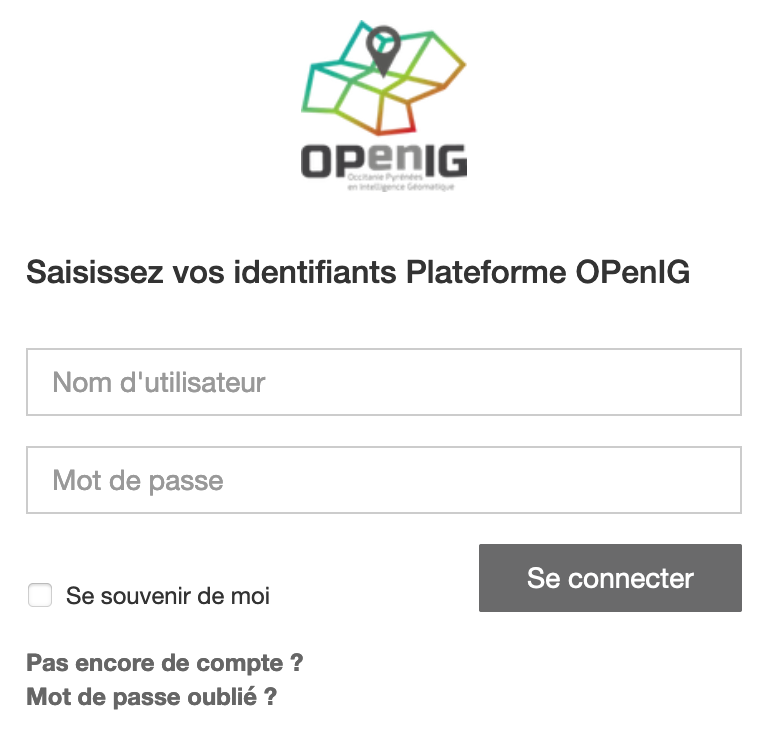 OPenIG
Occitanie Pyrénées
en Intelligence Géomatique
Saisissez vos identifiants Plateforme OPenIG
Nom d'utilisateur
Mot de passe
Se souvenir de moi
Se connecter
Pas encore de compte ?
Mot de passe oublié ?